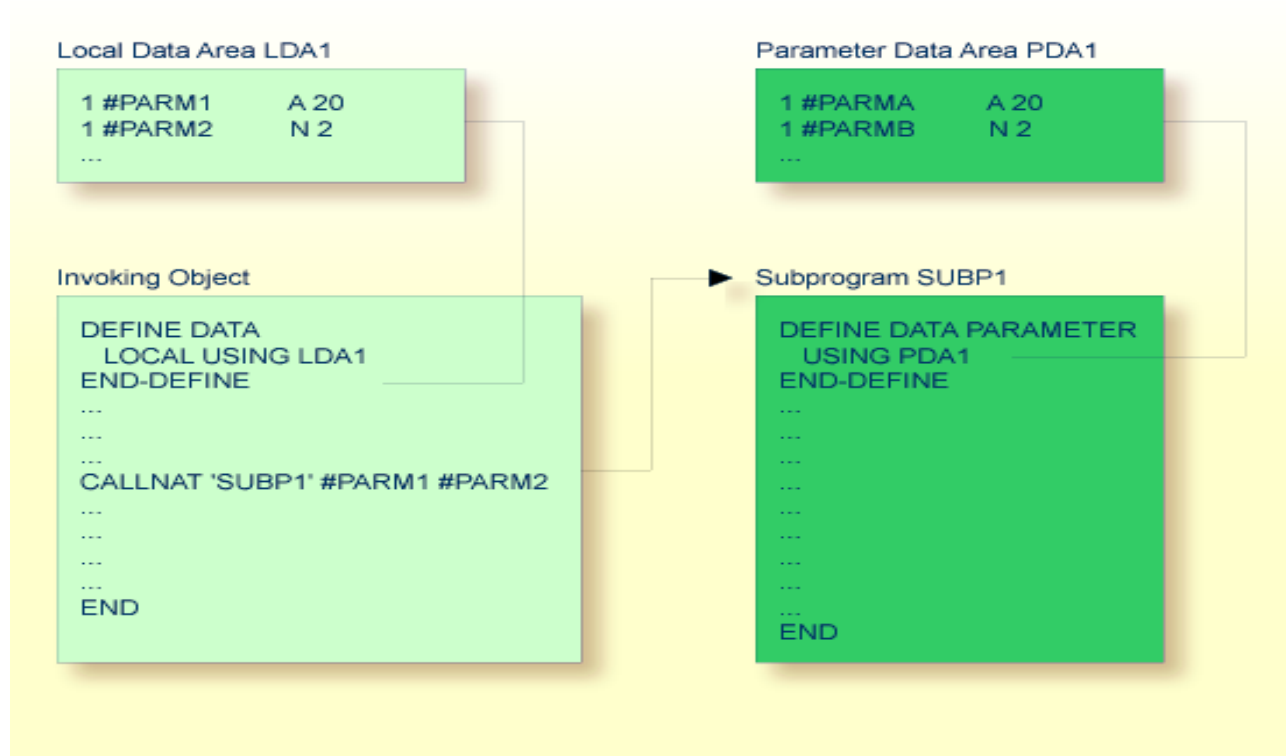 Local Data Area LDA1
1 #PARM1 A 20
1 #PARM2 N 2
...
Parameter Data Area PDA1
1 #PARMA A 20
1 #PARMB N 2
...
Invoking Object
DEFINE DATA
LOCAL USING LDA1
END-DEFINE
...
...
...
CALLNAT 'SUBP1' #PARM1 #PARM2
...
...
...
...
END
Subprogram SUBP1
DEFINE DATA PARAMETER
USING PDA1
END-DEFINE
...
...
...
...
...
...
...
...
...
END